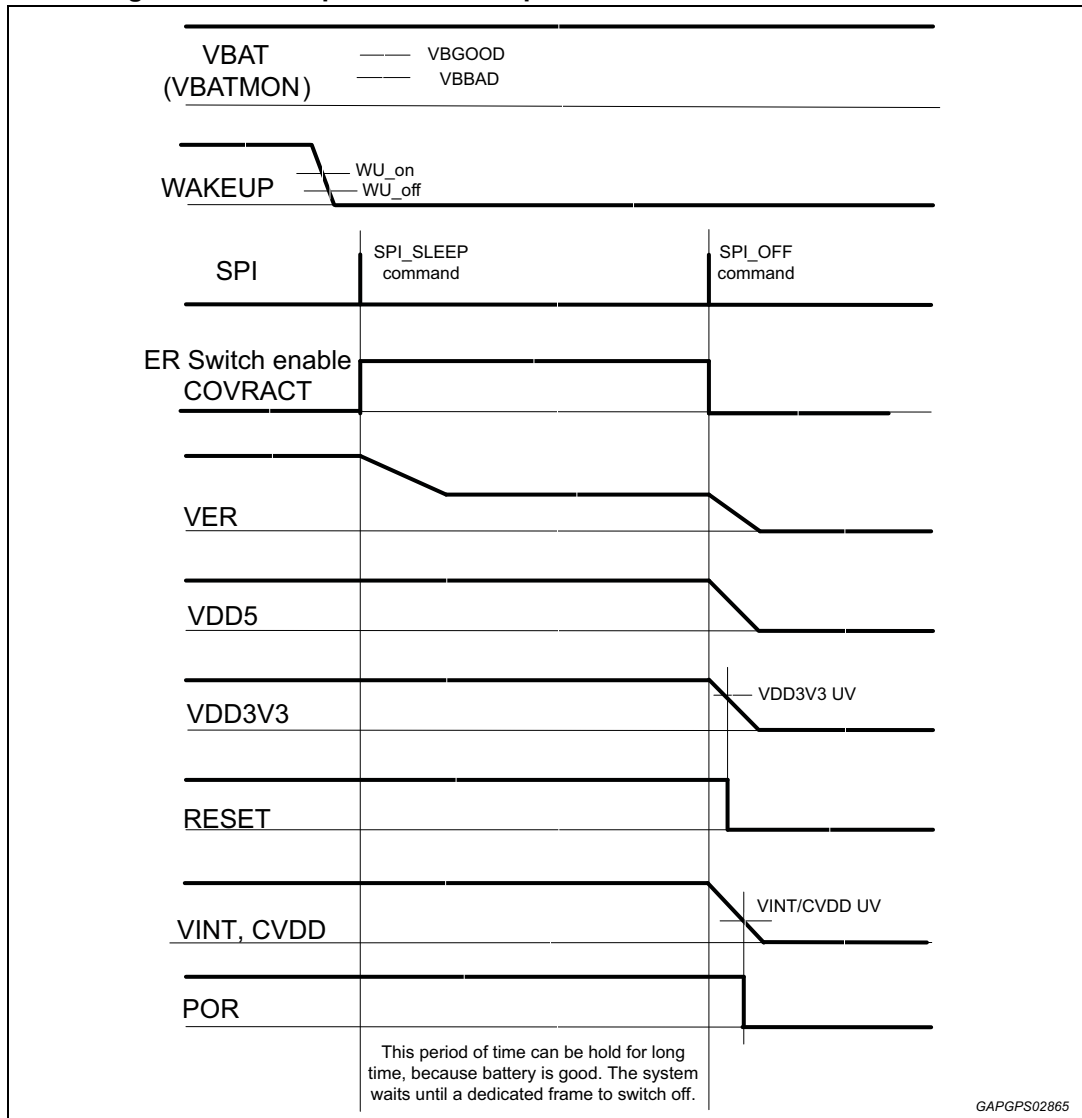 VBAT
(VBATMON)
VBGOOD
VBBAD
WAKEUP
WU_on
WU_off
SPI
SPI_SLEEP
command
SPI_OFF
command
ER Switch enable
COVRACT
VER
VDD5
VDD3V3
VDD3V3 UV
RESET
VINT, CVDD
VINT/CVDD UV
POR
This period of time can be hold for long
time, because battery is good. The system
waits until a dedicated frame to switch off.
GAPGPS02865